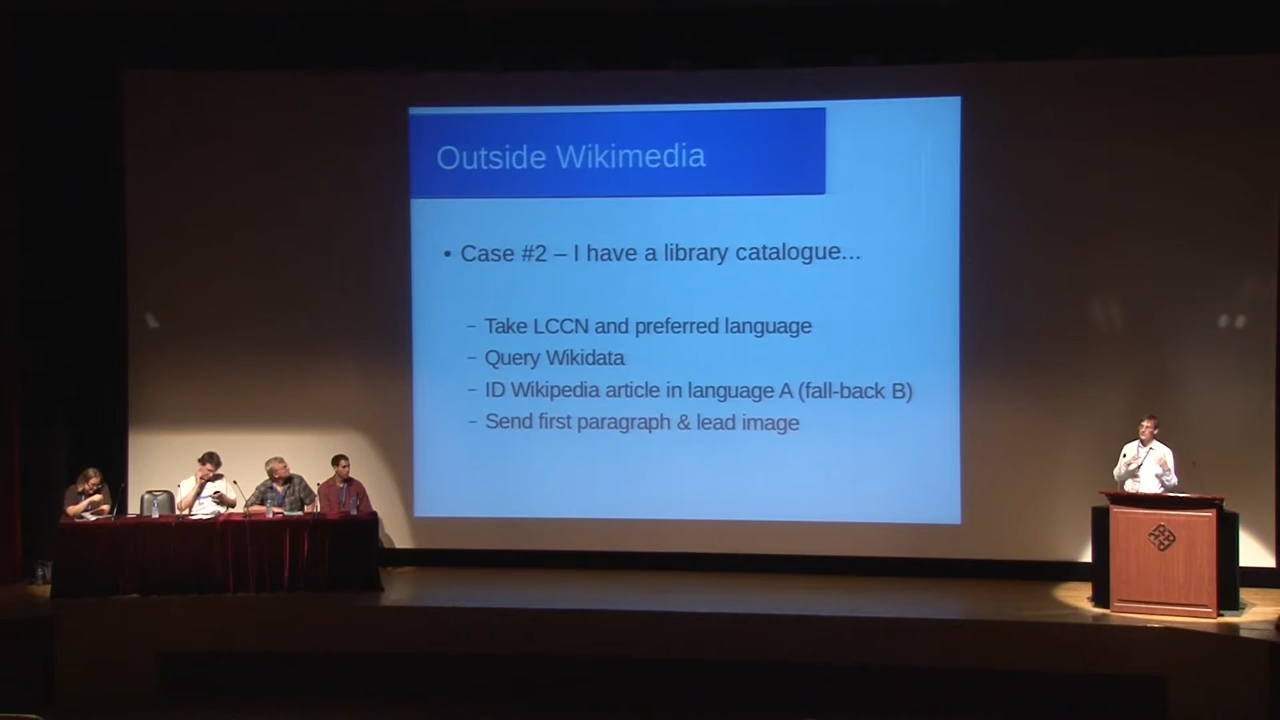 Outside Wikimedia
• Case #2 – I have a library catalogue...
– Take LCCN and preferred language
– Query Wikidata
– ID Wikipedia article in language A (fall-back B)
– Send first paragraph & lead image